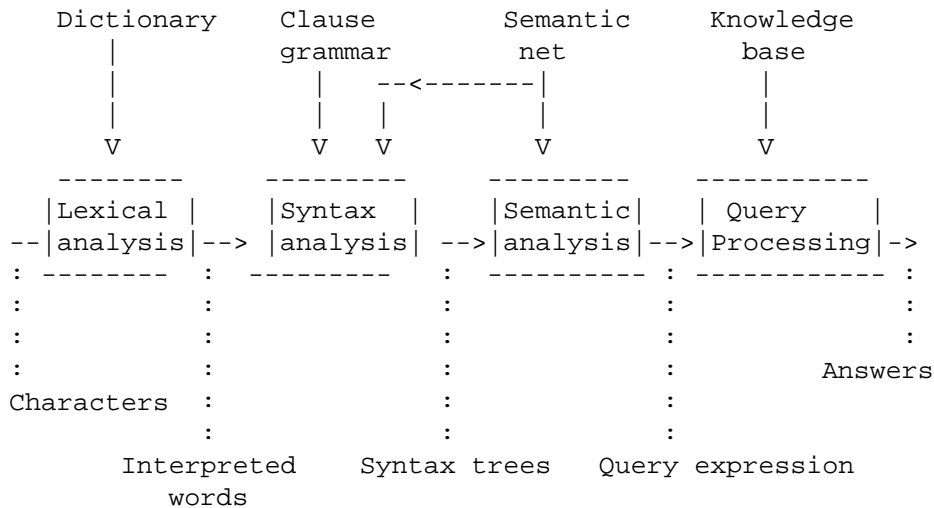 Dictionary Clause Semantic Knowledge
grammar net base
Lexical Syntax Semantic Query
analysis analysis analysis Processing
Answers
Characters
Interpreted Syntax trees Query expression
words